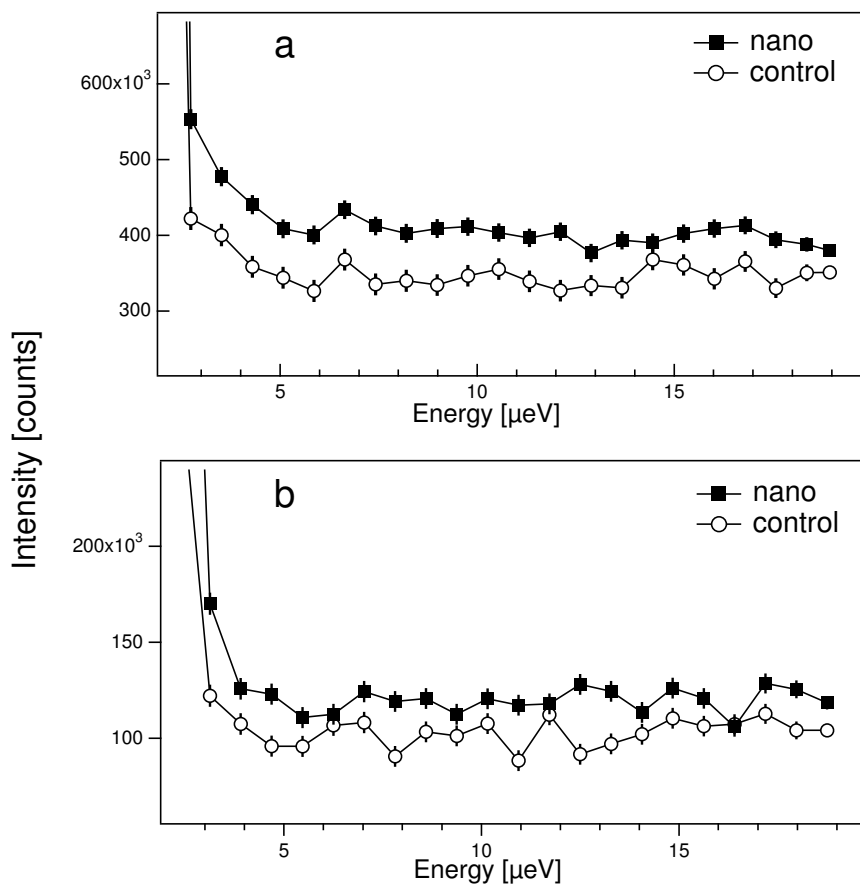 a
nano
control
600x10³
500
400
300
5
10
15
Energy [µeV]
Intensity [counts]
b
nano
control
200x10³
150
100
5
10
15
Energy [µeV]